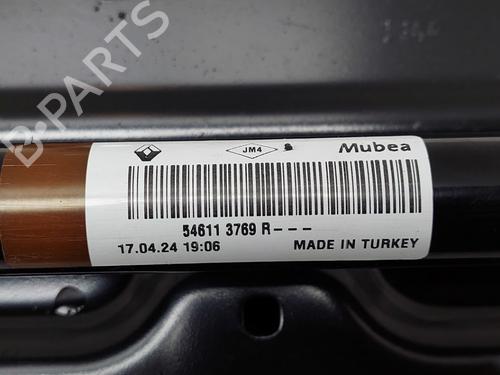 B-PARTS
JM4
Mubea
54611 3769 R---
17.04.24 19:06
MADE IN TURKEY